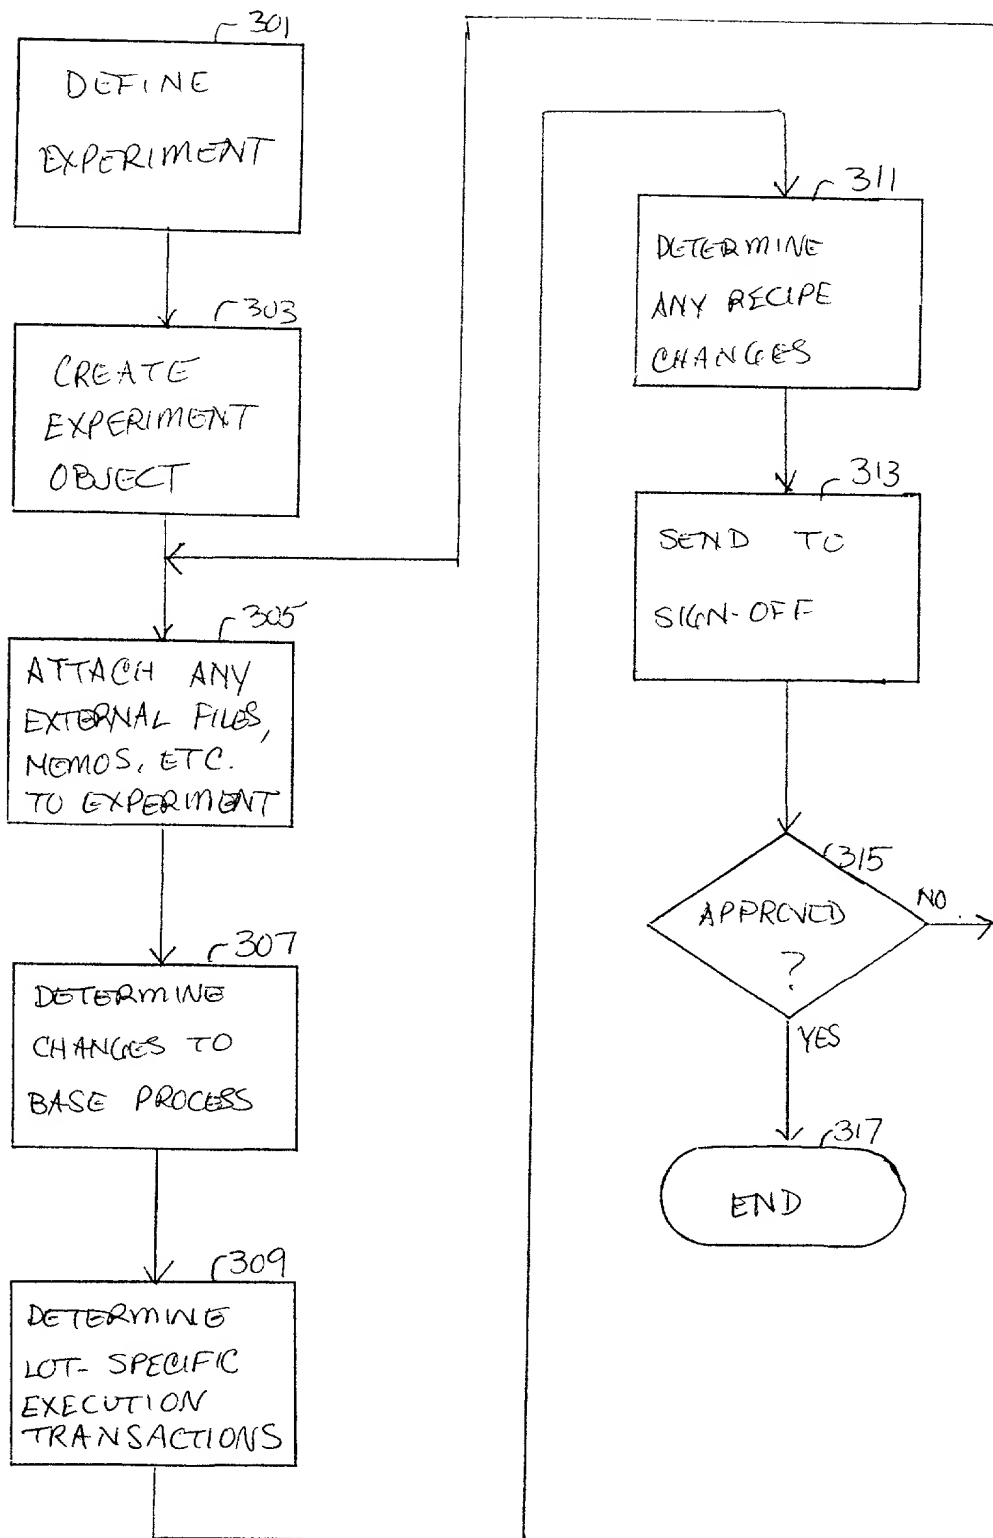 301
DEFINE
EXPERIMENT
303
CREATE
EXPERIMENT
OBJECT
305
ATTACH ANY
EXTERNAL FILES,
MEMOS, ETC.
TO EXPERIMENT
307
DETERMINE
CHANGES TO
BASE PROCESS
309
DETERMINE
LOT-SPECIFIC
EXECUTION
TRANSACTIONS
311
DETERMINE
ANY RECIPE
CHANGES
313
SEND TO
SIGN-OFF
315
APPROVED
?
NO
YES
317
END